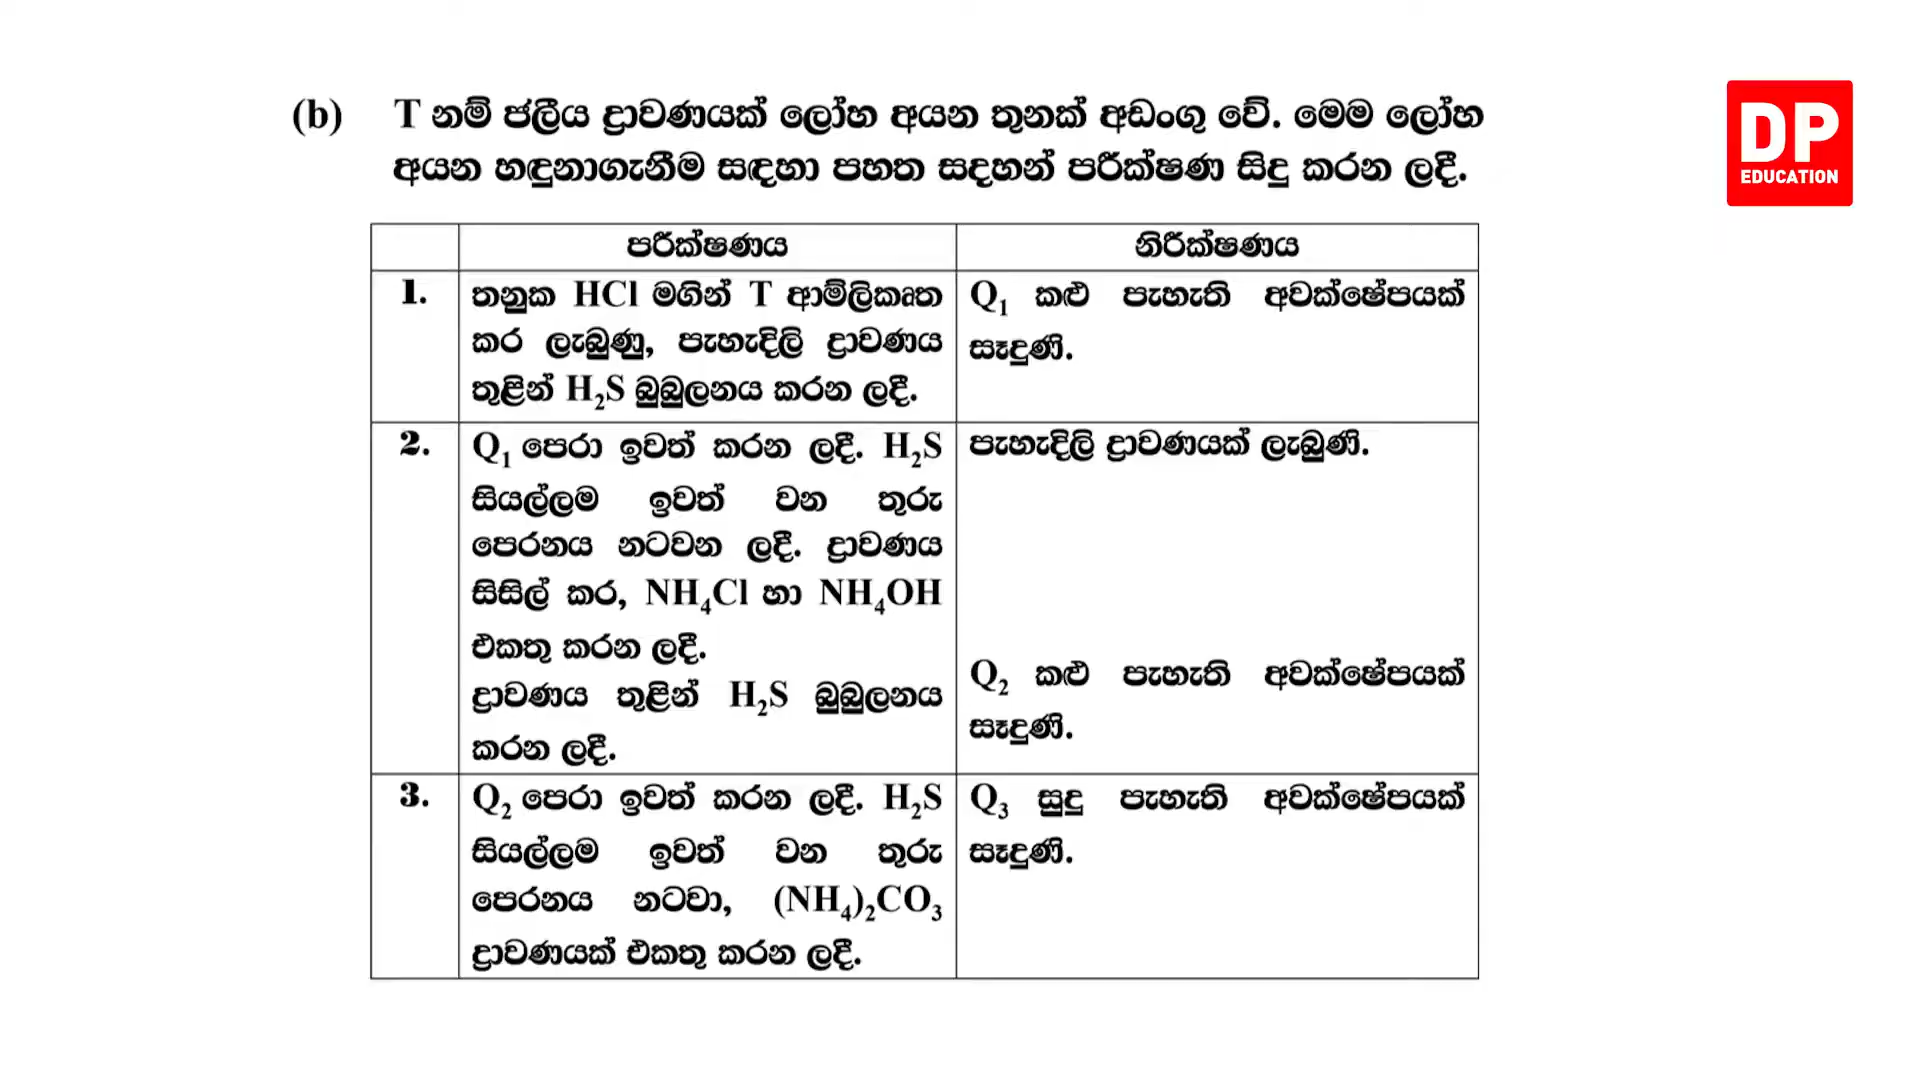 (b) T නම් ජලීය ද්‍රාවණයක් ලෝහ අයන තුනක් අඩංගු වේ. මෙම ලෝහ
අයන හඳුනාගැනීම සඳහා පහත සදහන් පරීක්ෂණ සිදු කරන ලදී.
DP
EDUCATION
පරීක්ෂණය
නිරීක්ෂණය
1.
තනුක HCl මගින් T ආම්ලිකෘත
කර ලැබුණු, පැහැදිලි ද්‍රාවණය
තුළින් H₂S බුබුලනය කරන ලදී.
Q₁ කළු පැහැති අවක්ෂේපයක්
සෑදුණි.
2.
Q₁ පෙරා ඉවත් කරන ලදී. H₂S
සියල්ලම ඉවත් වන තුරු
පෙරනය නටවන ලදී. ද්‍රාවණය
සිසිල් කර, NH₄Cl හා NH₄OH
එකතු කරන ලදී.
ද්‍රාවණය තුළින් H₂S බුබුලනය
කරන ලදී.
පැහැදිලි ද්‍රාවණයක් ලැබුණි.
Q₂ කළු පැහැති අවක්ෂේපයක්
සෑදුණි.
3.
Q₂ පෙරා ඉවත් කරන ලදී. H₂S
සියල්ලම ඉවත් වන තුරු
පෙරනය නටවා, (NH₄)₂CO₃
ද්‍රාවණයක් එකතු කරන ලදී.
Q₃ සුදු පැහැති අවක්ෂේපයක්
සෑදුණි.